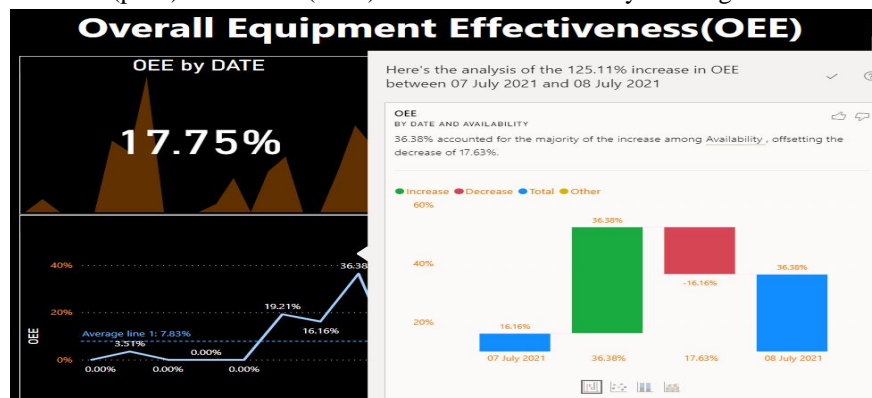 Overall Equipment Effectiveness(OEE)
OEE by DATE
17.75%
40%
20%
0%
OEE
Average line 1: 7.83%
0.00%
3.51%
0.00%
0.00%
0.00%
19.21%
16.16%
36.38
Here's the analysis of the 125.11% increase in OEE
between 07 July 2021 and 08 July 2021
OEE
BY DATE AND AVAILABILITY
36.38% accounted for the majority of the increase among Availability , offsetting the
decrease of 17.63%.
Increase Decrease Total Other
60%
40%
20%
16.16%
36.38%
-16.16%
36.38%
07 July 2021 36.38% 17.63% 08 July 2021